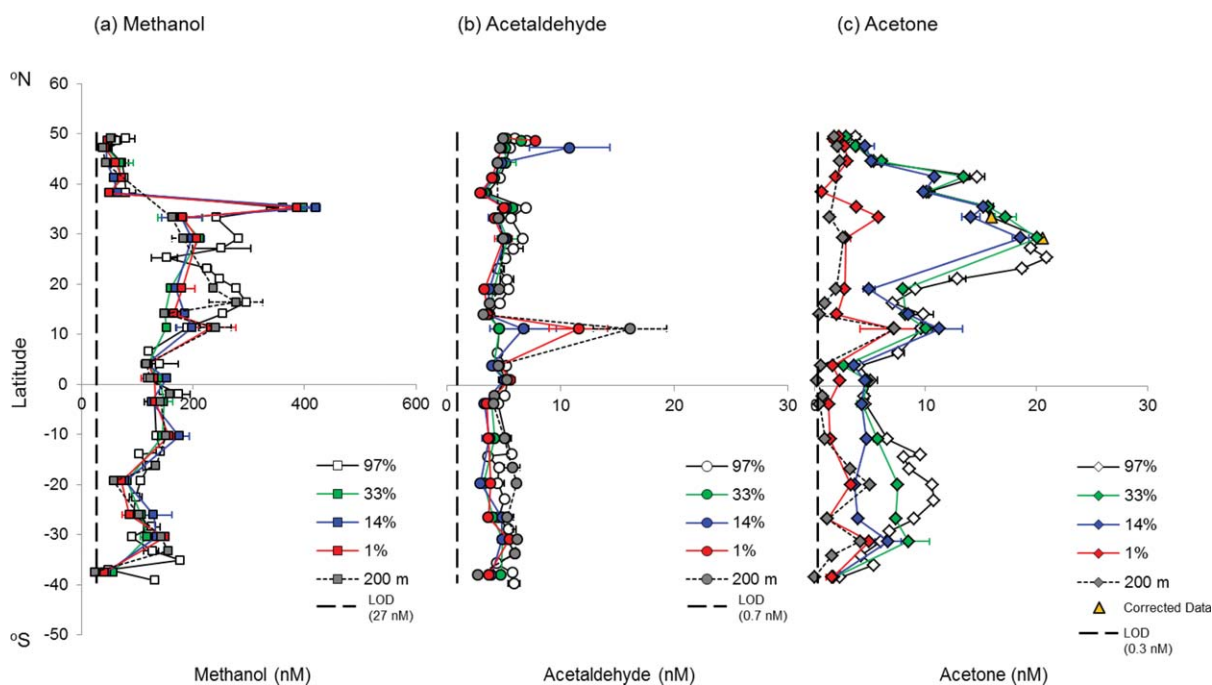 (a) Methanol
(b) Acetaldehyde
(c) Acetone
oN
Latitude
oS
60
50
40
30
20
10
0
-10
-20
-30
-40
-50
0 200 400 600
97%
33%
14%
1%
200 m
LOD
(27 nM)
Methanol (nM)
0 10 20 30
97%
33%
14%
1%
200 m
LOD
(0.7 nM)
Acetaldehyde (nM)
0 10 20 30
97%
33%
14%
1%
200 m
Corrected Data
LOD
(0.3 nM)
Acetone (nM)